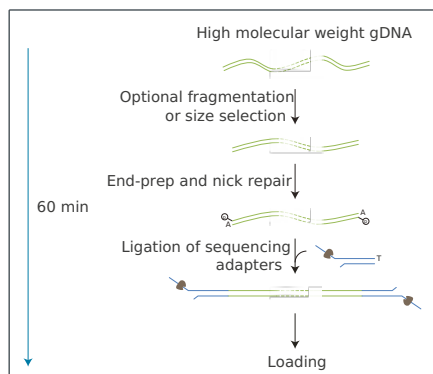 High molecular weight gDNA
Optional fragmentation
or size selection
End-prep and nick repair
60 min
A
A
Ligation of sequencing
adapters
T
Loading